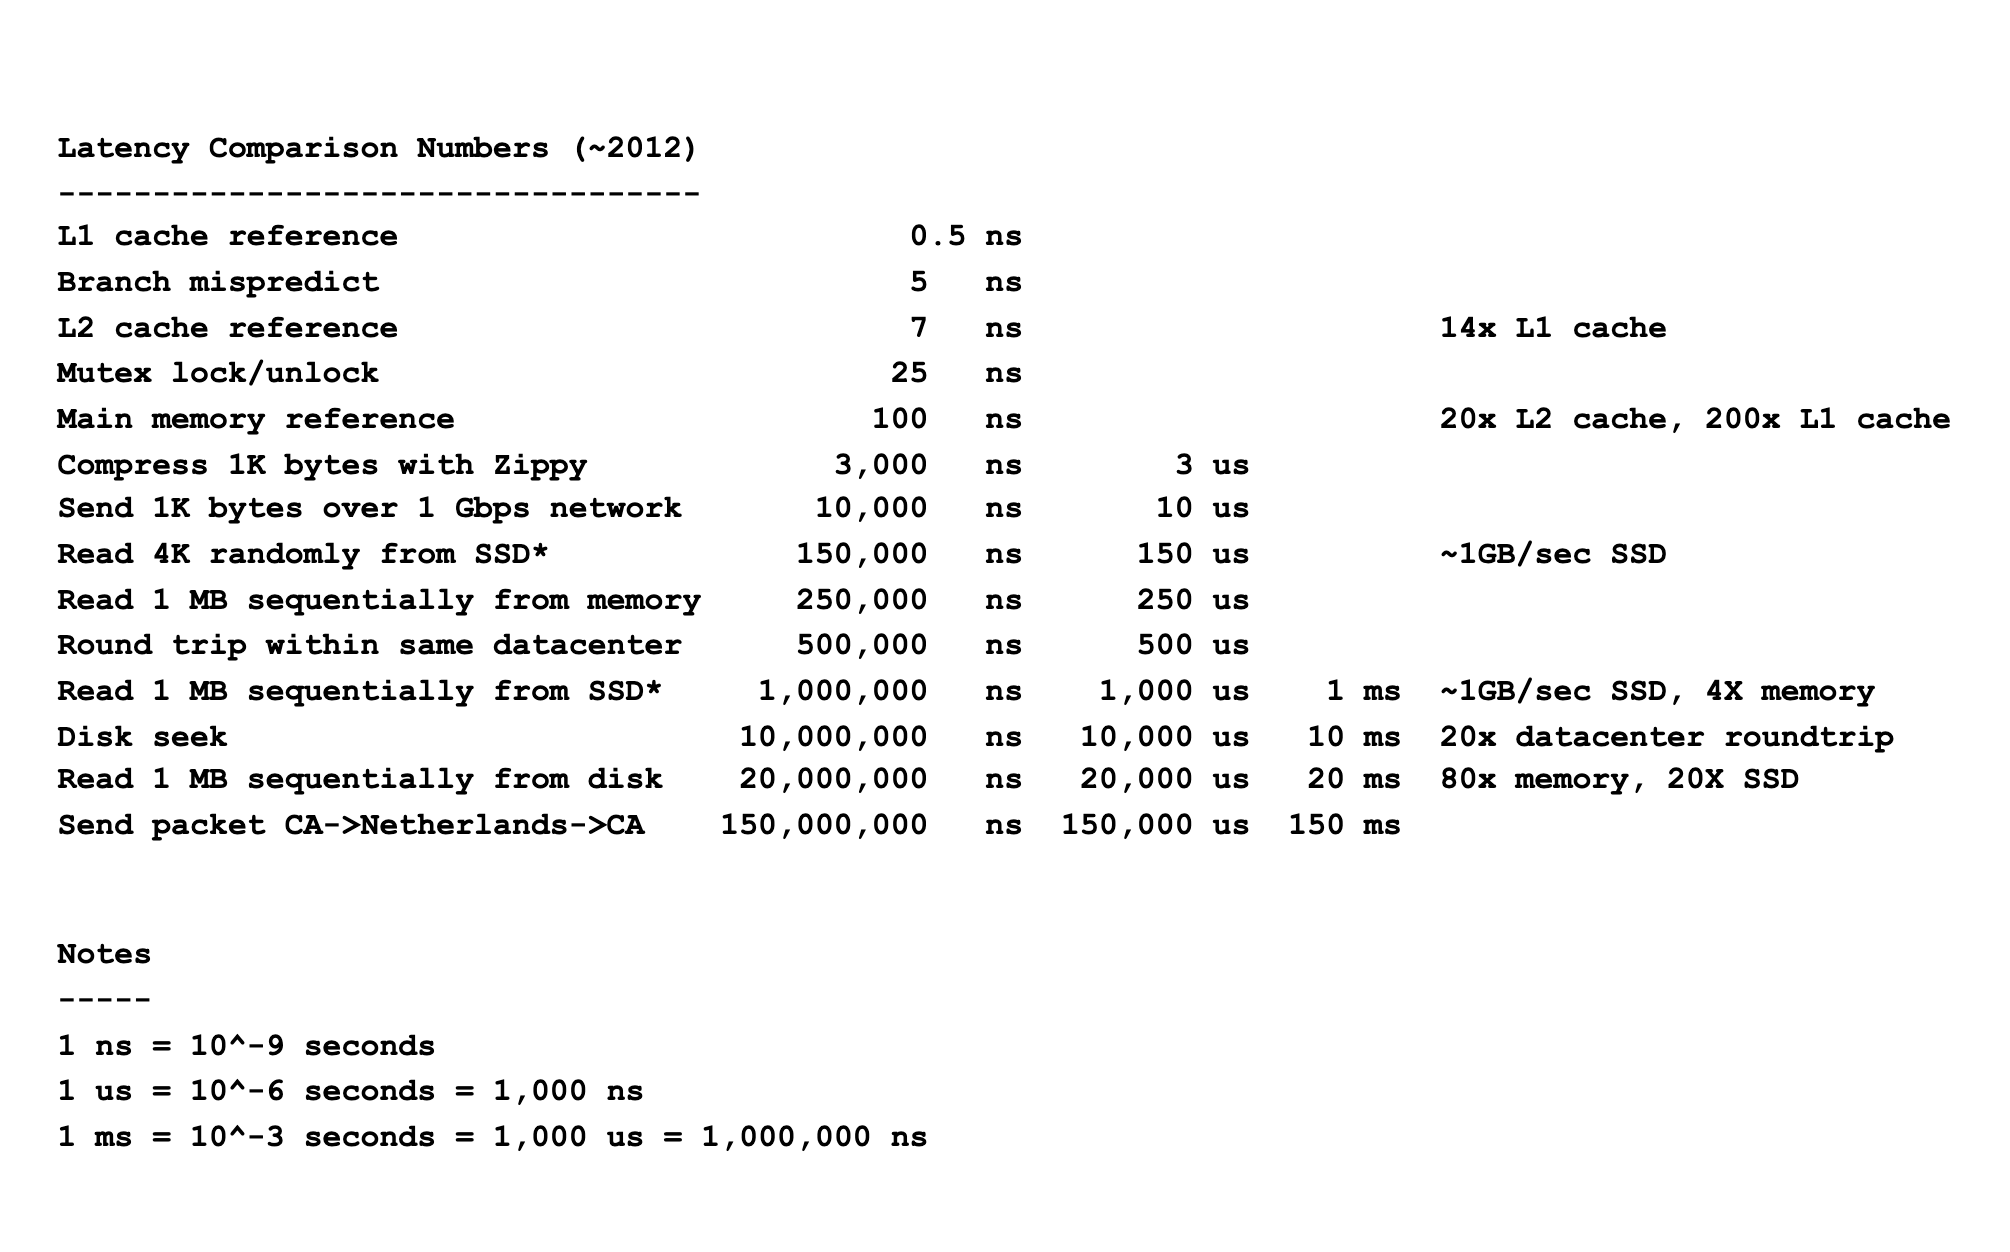 Latency Comparison Numbers (~2012)
----------------------------------
L1 cache reference                           0.5 ns
Branch mispredict                            5   ns
L2 cache reference                           7   ns                      14x L1 cache
Mutex lock/unlock                           25   ns
Main memory reference                      100   ns                      20x L2 cache, 200x L1 cache
Compress 1K bytes with Zippy             3,000   ns        3 us
Send 1K bytes over 1 Gbps network       10,000   ns       10 us
Read 4K randomly from SSD*             150,000   ns      150 us          ~1GB/sec SSD
Read 1 MB sequentially from memory     250,000   ns      250 us
Round trip within same datacenter      500,000   ns      500 us
Read 1 MB sequentially from SSD*     1,000,000   ns    1,000 us    1 ms  ~1GB/sec SSD, 4X memory
Disk seek                           10,000,000   ns   10,000 us   10 ms  20x datacenter roundtrip
Read 1 MB sequentially from disk    20,000,000   ns   20,000 us   20 ms  80x memory, 20X SSD
Send packet CA->Netherlands->CA    150,000,000   ns  150,000 us  150 ms
Notes
-----
1 ns = 10^-9 seconds
1 us = 10^-6 seconds = 1,000 ns
1 ms = 10^-3 seconds = 1,000 us = 1,000,000 ns